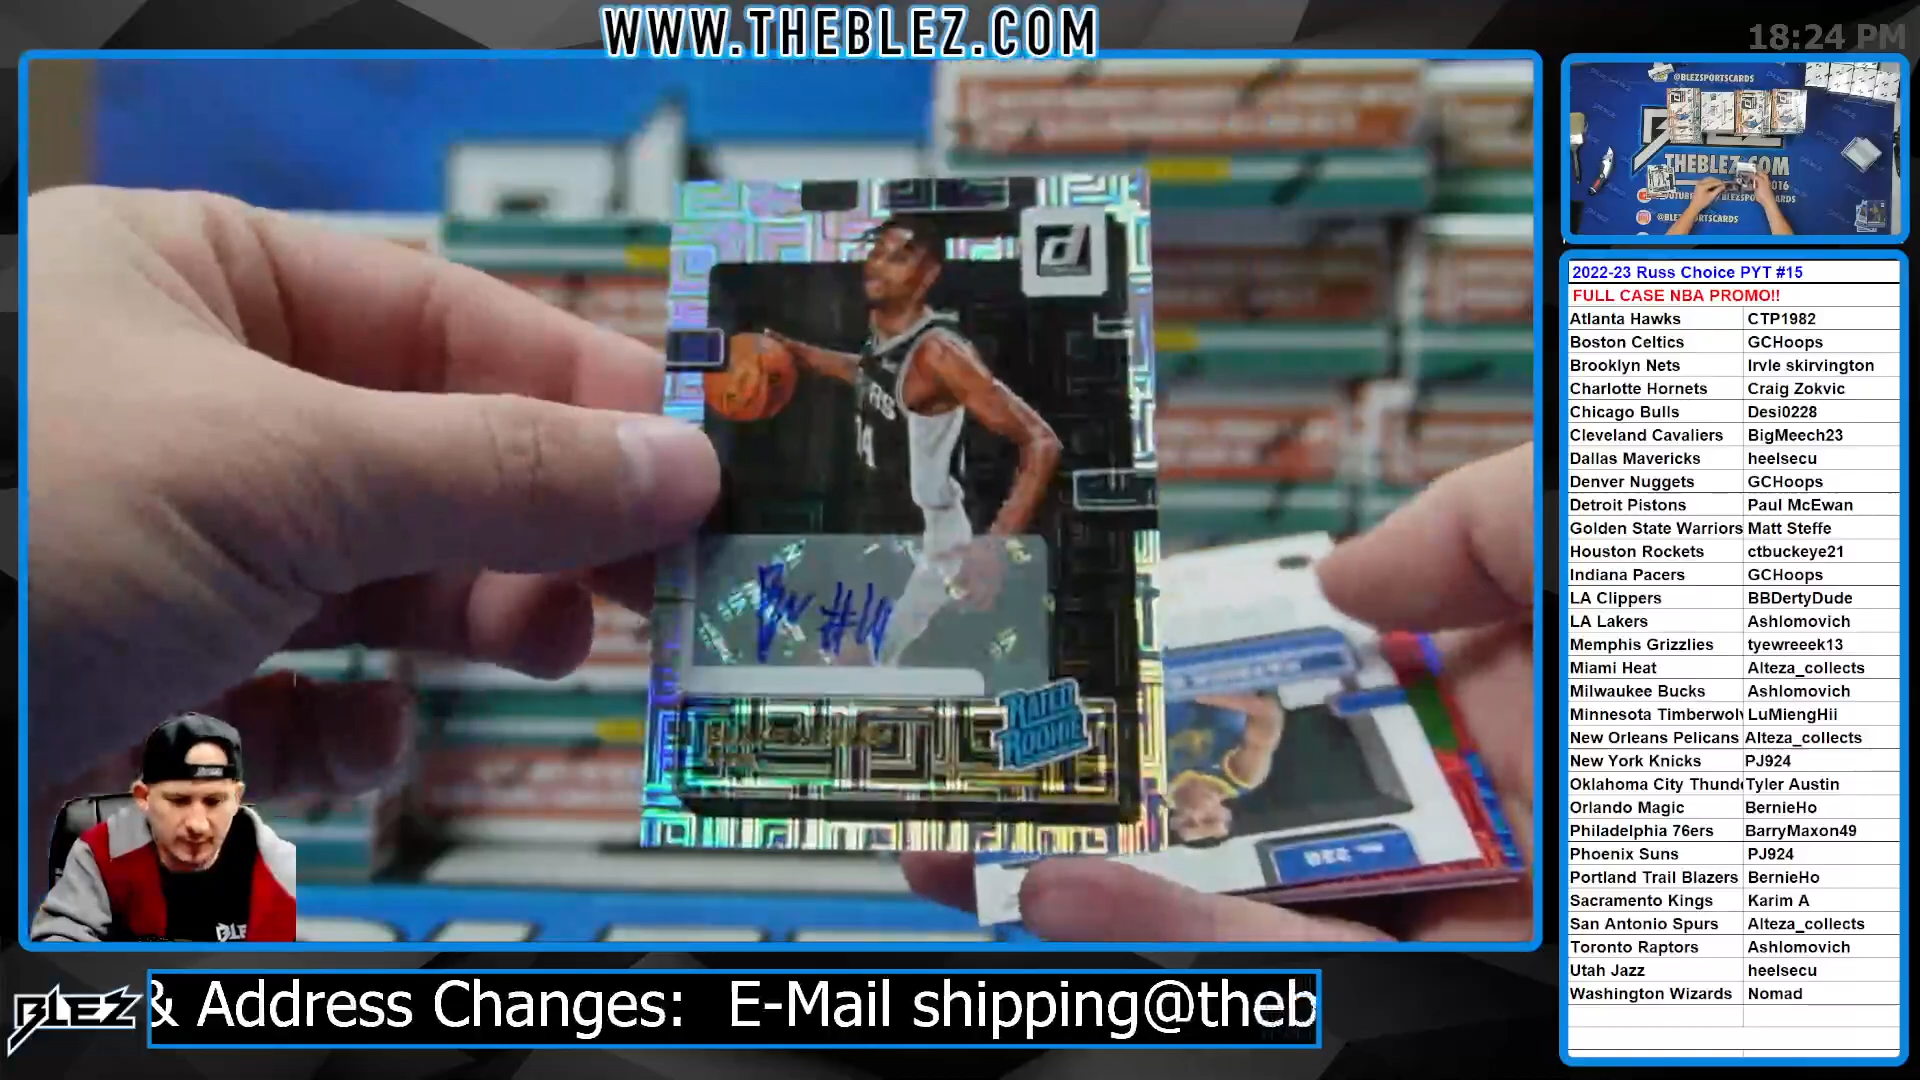 WWW.THEBLEZ.COM
18:24 PM
@BLEZSPORTSCARDS
THEBLEZ.COM
d
14
#14
RATED
ROOKIE
2022-23 Russ Choice PYT #15
FULL CASE NBA PROMO!!
Atlanta Hawks CTP1982
Boston Celtics GCHoops
Brooklyn Nets Irvle skirvington
Charlotte Hornets Craig Zokvic
Chicago Bulls Desi0228
Cleveland Cavaliers BigMeech23
Dallas Mavericks heelsecu
Denver Nuggets GCHoops
Detroit Pistons Paul McEwan
Golden State Warriors Matt Steffe
Houston Rockets ctbuckeye21
Indiana Pacers GCHoops
LA Clippers BBDertyDude
LA Lakers Ashlomovich
Memphis Grizzlies tyewreeek13
Miami Heat Alteza_collects
Milwaukee Bucks Ashlomovich
Minnesota Timberwolv LuMiengHii
New Orleans Pelicans Alteza_collects
New York Knicks PJ924
Oklahoma City Thund Tyler Austin
Orlando Magic BernieHo
Philadelphia 76ers BarryMaxon49
Phoenix Suns PJ924
Portland Trail Blazers BernieHo
Sacramento Kings Karim A
San Antonio Spurs Alteza_collects
Toronto Raptors Ashlomovich
Utah Jazz heelsecu
Washington Wizards Nomad
BLEZ
& Address Changes: E-Mail shipping@theb